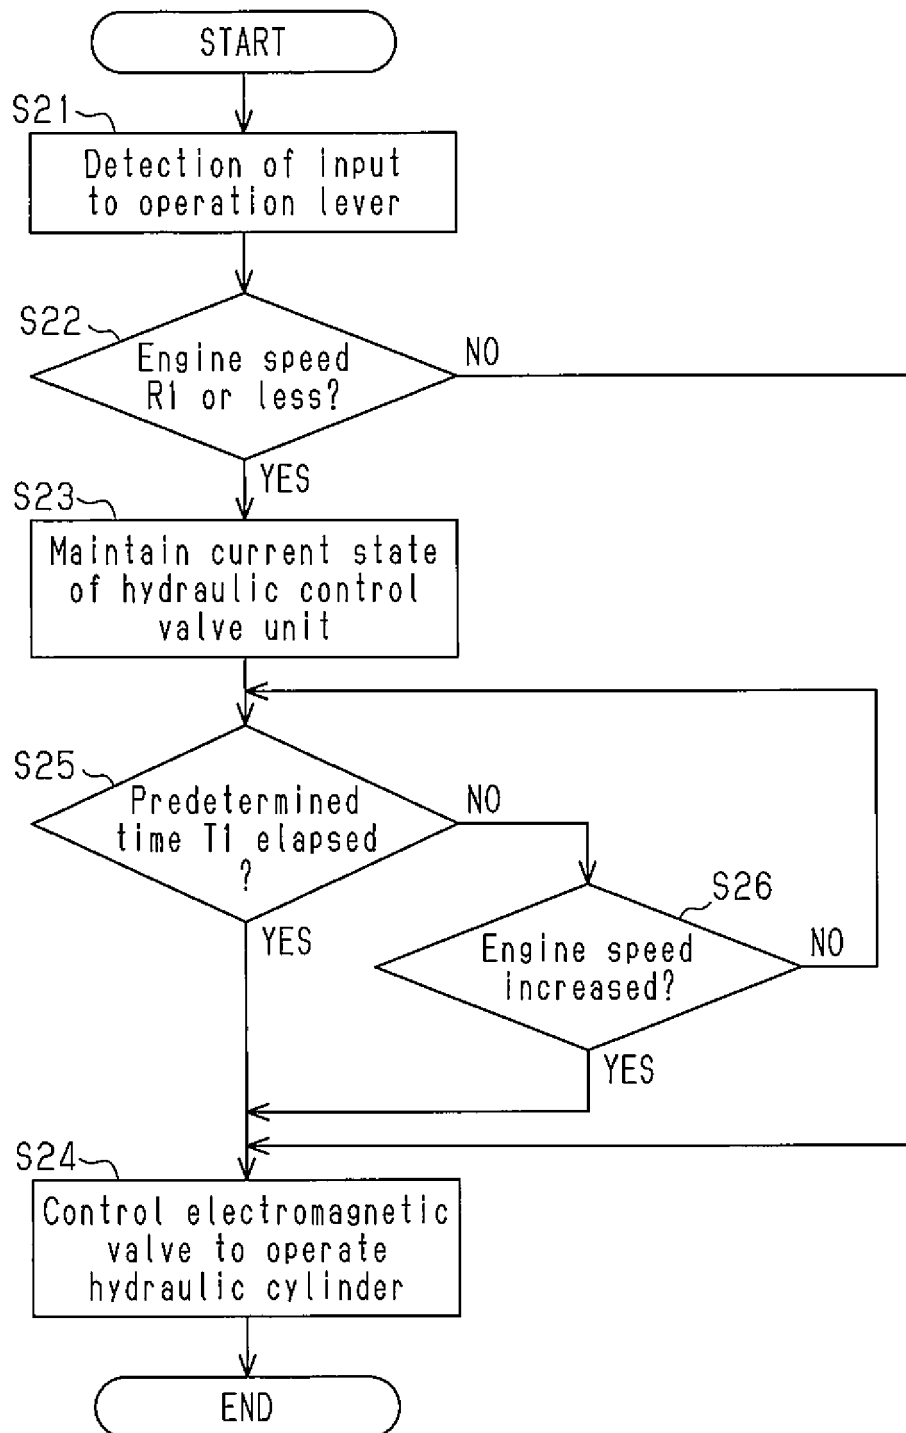 START
S21
Detection of input
to operation lever
S22
Engine speed
R1 or less?
NO
YES
S23
Maintain current state
of hydraulic control
valve unit
S25
Predetermined
time T1 elapsed
?
NO
YES
S26
Engine speed
increased?
NO
YES
S24
Control electromagnetic
valve to operate
hydraulic cylinder
END